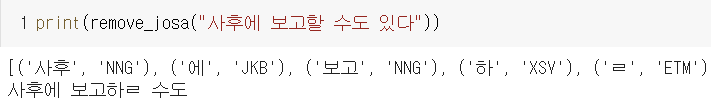 1 print(remove_josa("사후에 보고할 수도 있다"))
[('사후', 'NNG'), ('에', 'JKB'), ('보고', 'NNG'), ('하', 'XSV'), ('ㄹ', 'ETM')
사후에 보고하ㄹ 수도